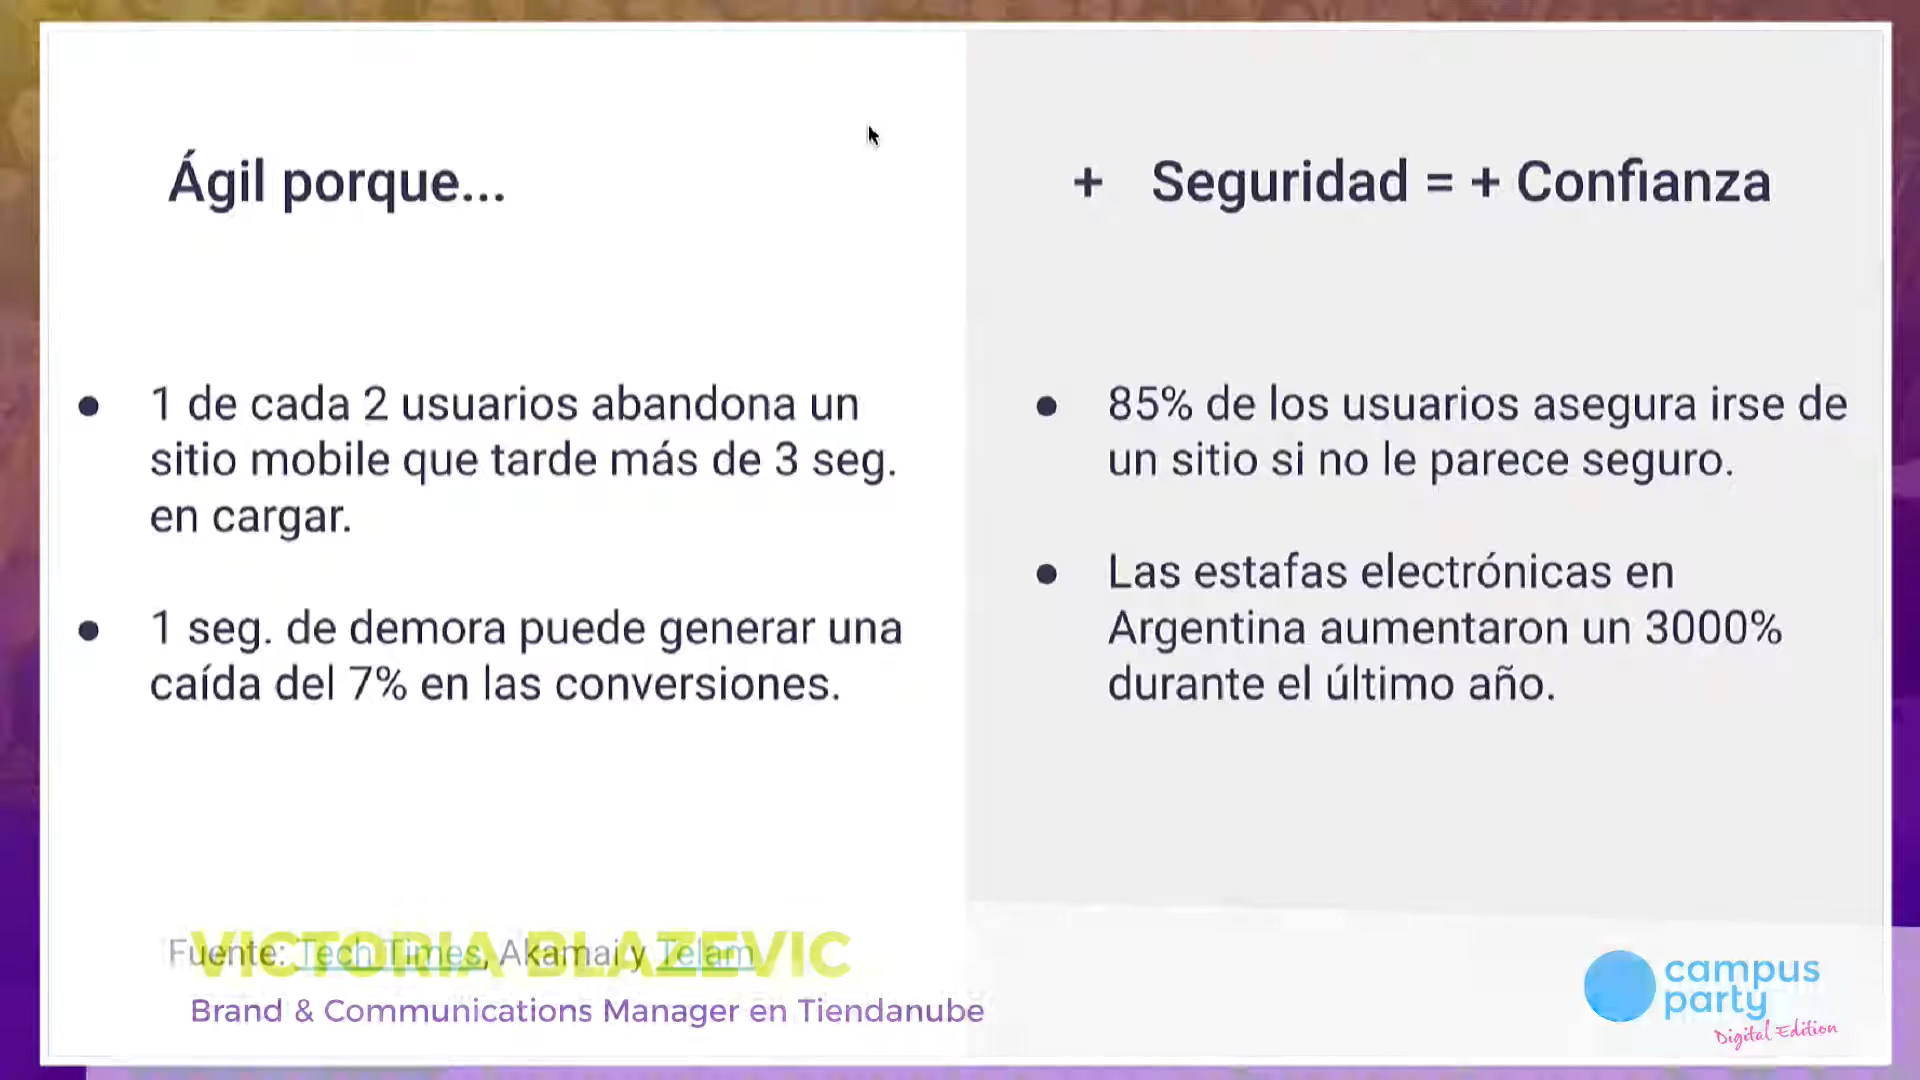 Ágil porque...
● 1 de cada 2 usuarios abandona un
sitio mobile que tarde más de 3 seg.
en cargar.
● 1 seg. de demora puede generar una
caída del 7% en las conversiones.
+ Seguridad = + Confianza
● 85% de los usuarios asegura irse de
un sitio si no le parece seguro.
● Las estafas electrónicas en
Argentina aumentaron un 3000%
durante el último año.
Fuente: Tech Times, Akamai y Telam
VICTORIA BLAZEVIC
Brand & Communications Manager en Tiendanube
campus
party
Digital Edition